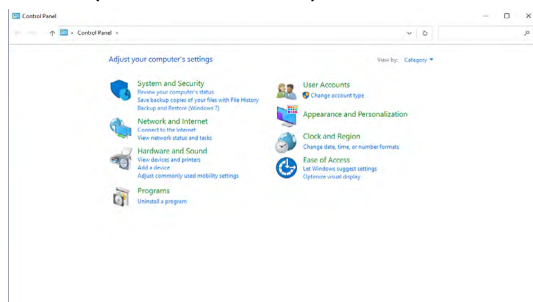 Control Panel
Control Panel
Adjust your computer's settings
View by: Category
System and Security
Review your computer's status
Save backup copies of your files with File History
Backup and Restore (Windows 7)
Network and Internet
Connect to the Internet
View network status and tasks
Hardware and Sound
View devices and printers
Add a device
Adjust commonly used mobility settings
Programs
Uninstall a program
User Accounts
Change account type
Appearance and Personalization
Clock and Region
Change date, time, or number formats
Ease of Access
Let Windows suggest settings
Optimize visual display